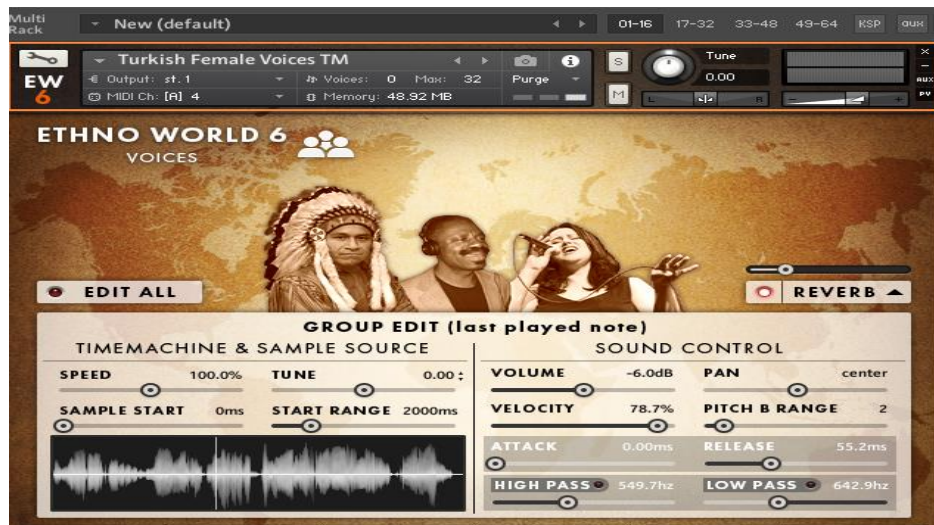 Multi Rack
New (default)
01-16 17-32 33-48 49-64 KSP aux
EW 6
Turkish Female Voices TM
Output: st. 1 Voices: 0 Max: 32 Purge
MIDI Ch: [A] 4 Memory: 48.92 MB
S
M
Tune
0.00
L R
AUX
PV
ETHNO WORLD 6
VOICES
EDIT ALL
REVERB
GROUP EDIT (last played note)
TIMEMACHINE & SAMPLE SOURCE
SPEED 100.0% TUNE 0.00
SAMPLE START 0ms START RANGE 2000ms
SOUND CONTROL
VOLUME -6.0dB PAN center
VELOCITY 78.7% PITCH B RANGE 2
ATTACK 0.00ms RELEASE 55.2ms
HIGH PASS 549.7hz LOW PASS 642.9hz